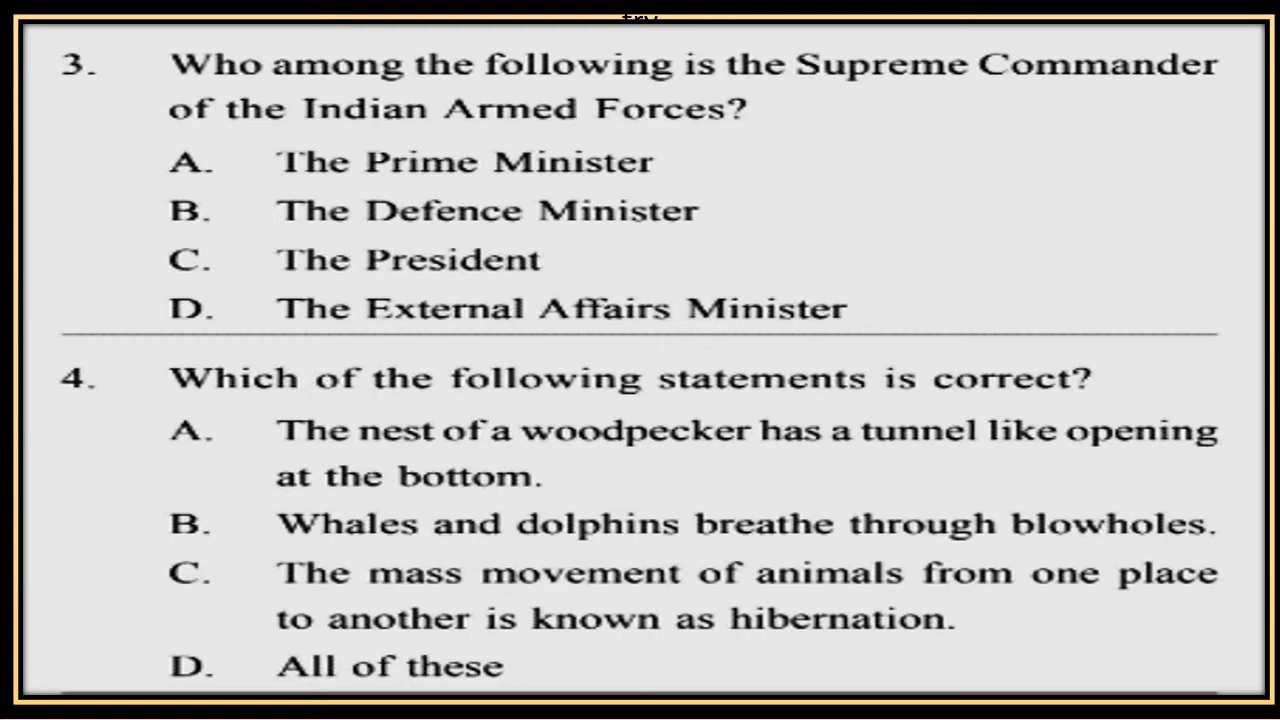 try
3. Who among the following is the Supreme Commander
of the Indian Armed Forces?
A. The Prime Minister
B. The Defence Minister
C. The President
D. The External Affairs Minister
4. Which of the following statements is correct?
A. The nest of a woodpecker has a tunnel like opening
at the bottom.
B. Whales and dolphins breathe through blowholes.
C. The mass movement of animals from one place
to another is known as hibernation.
D. All of these